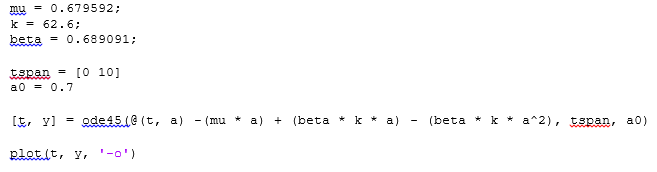 mu = 0.679592;
k = 62.6;
beta = 0.689091;
tspan = [0 10]
a0 = 0.7
[t, y] = ode45(@(t, a) -(mu * a) + (beta * k * a) - (beta * k * a^2), tspan, a0)
plot(t, y, '-o')